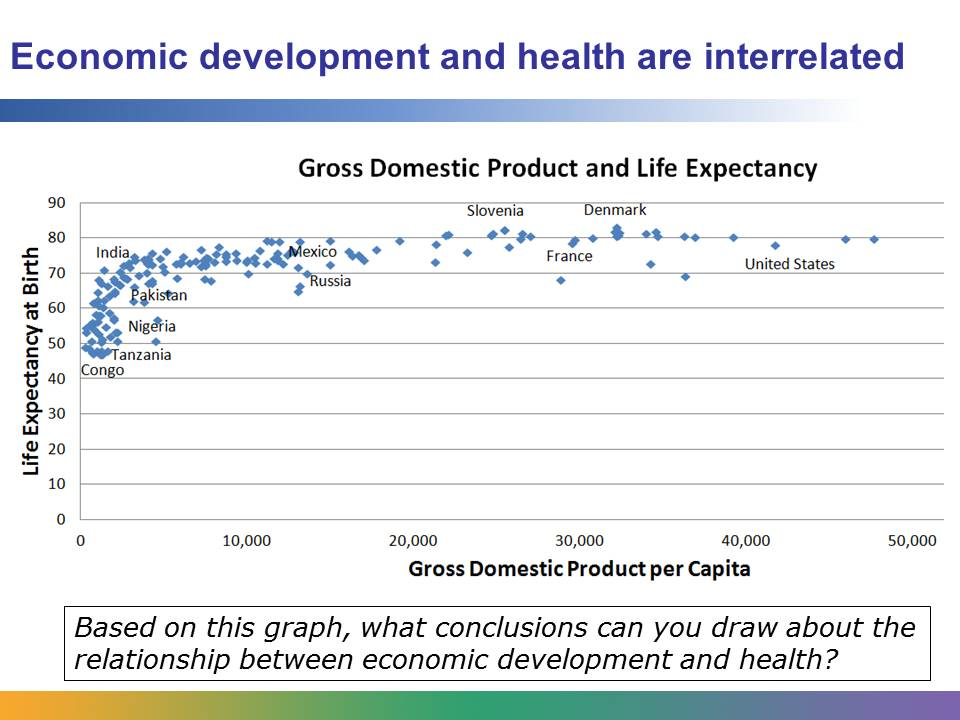 Economic development and health are interrelated
Gross Domestic Product and Life Expectancy
Life Expectancy at Birth
90
80
70
60
50
40
30
20
10
0
Slovenia
Denmark
India
Mexico
France
United States
Russia
Pakistan
Nigeria
Tanzania
Congo
0 10,000 20,000 30,000 40,000 50,000
Gross Domestic Product per Capita
Based on this graph, what conclusions can you draw about the
relationship between economic development and health?